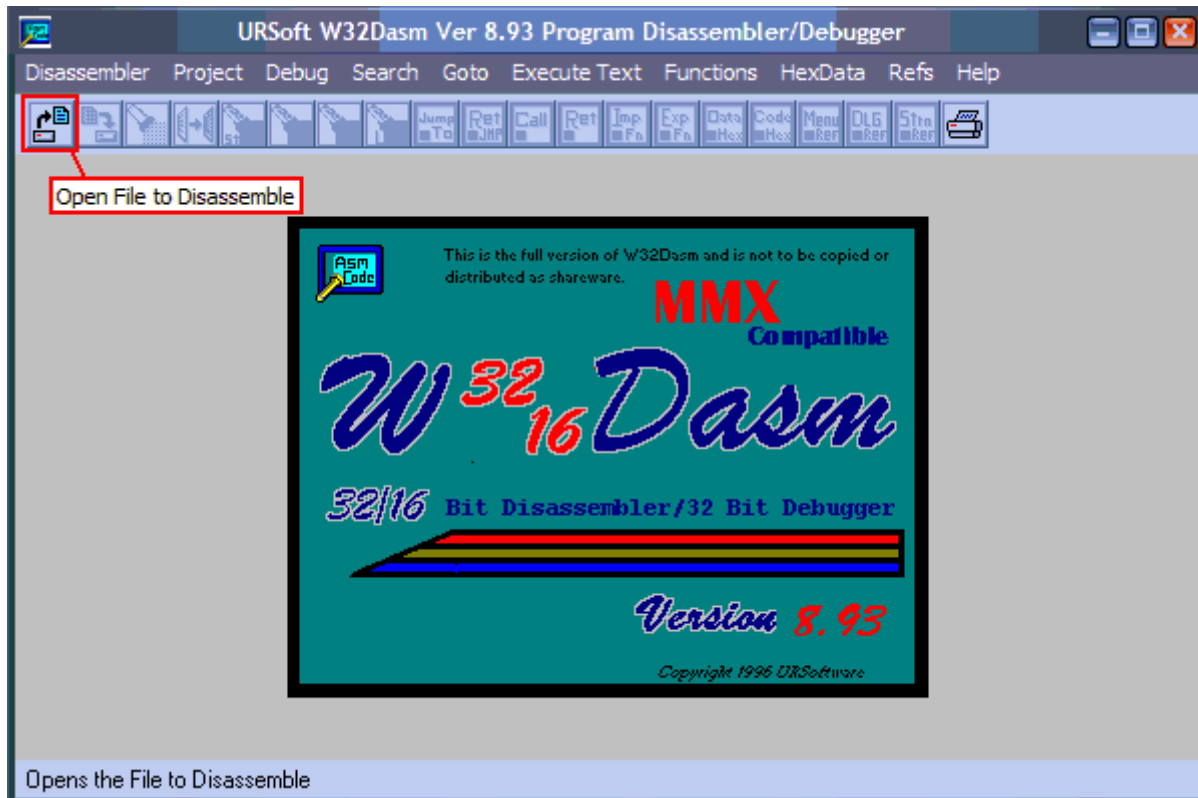 URSoft W32Dasm Ver 8.93 Program Disassembler/Debugger
Disassembler Project Debug Search Goto Execute Text Functions HexData Refs Help
St Jump To Ret JMP Call Ret Imp Fn Exp Fn Data Hex Code Hex Menu Ref DLG Ref Strn Ref
Open File to Disassemble
Asm Code
This is the full version of W32Dasm and is not to be copied or
distributed as shareware.
MMX
Compatible
W 32 16 Dasm
32/16 Bit Disassembler/32 Bit Debugger
Version 8.93
Copyright 1996 URSoftware
Opens the File to Disassemble